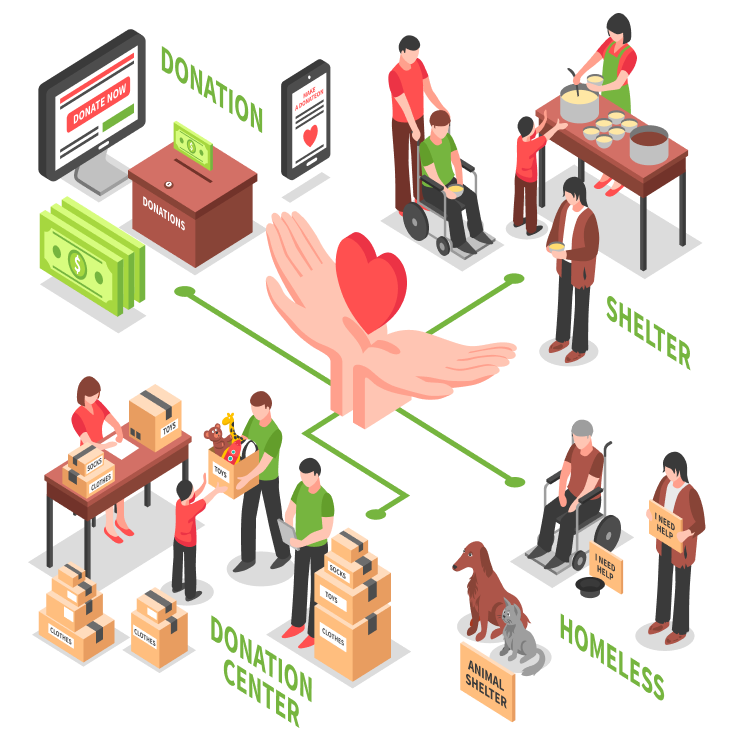 DONATION
DONATE NOW
MAKE
A DONATEON
DONATIONS
$
$
SHELTER
TOYS
SOCKS
CLOTHES
TOYS
SOCKS
TOYS
CLOTHES
CLOTHES
CLOTHES
DONATION
CENTER
I NEED
HELP
I NEED
HELP
ANIMAL
SHELTER
HOMELESS